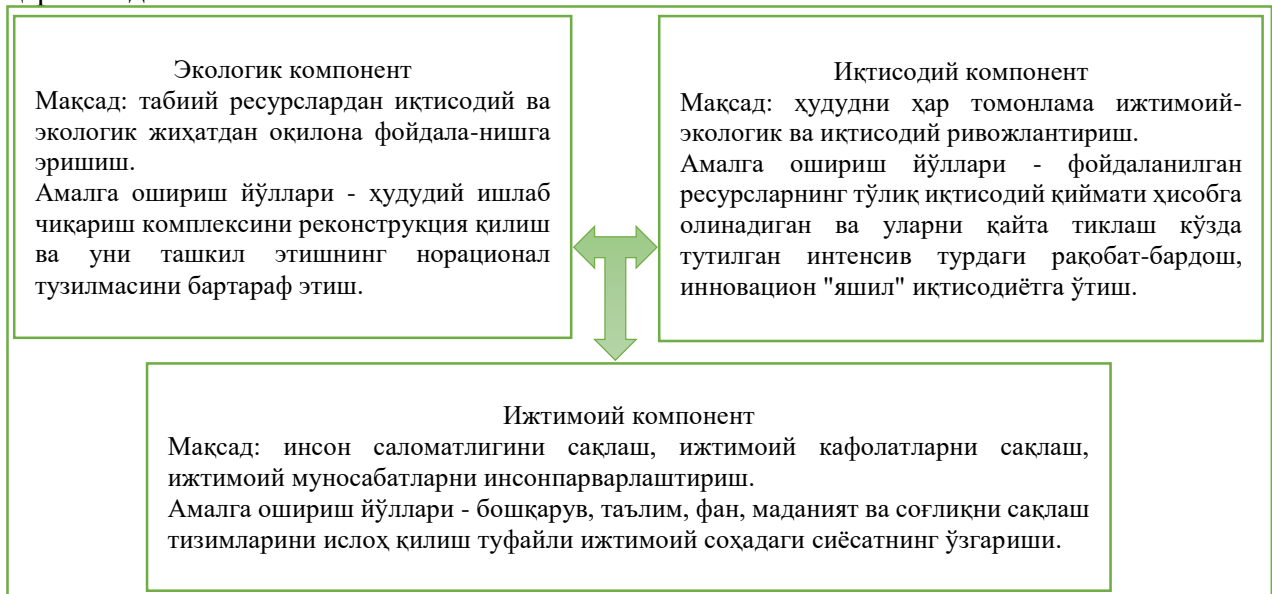 Экологик компонент
Мақсад: табиий ресурслардан иқтисодий ва
экологик жиҳатдан оқилона фойдала-нишга
эришиш.
Амалга ошириш йўллари - ҳудудий ишлаб
чиқариш комплексини реконструкция қилиш
ва уни ташкил этишнинг норационал
тузилмасини бартараф этиш.
Иқтисодий компонент
Мақсад: ҳудудни ҳар томонлама ижтимоий-
экологик ва иқтисодий ривожлантириш.
Амалга ошириш йўллари - фойдаланилган
ресурсларнинг тўлиқ иқтисодий қиймати ҳисобга
олинадиган ва уларни қайта тиклаш кўзда
тутилган интенсив турдаги рақобат-бардош,
инновацион "яшил" иқтисодиётга ўтиш.
Ижтимоий компонент
Мақсад: инсон саломатлигини сақлаш, ижтимоий кафолатларни сақлаш,
ижтимоий муносабатларни инсонпарварлаштириш.
Амалга ошириш йўллари - бошқарув, таълим, фан, маданият ва соғлиқни сақлаш
тизимларини ислоҳ қилиш туфайли ижтимоий соҳадаги сиёсатнинг ўзгариши.